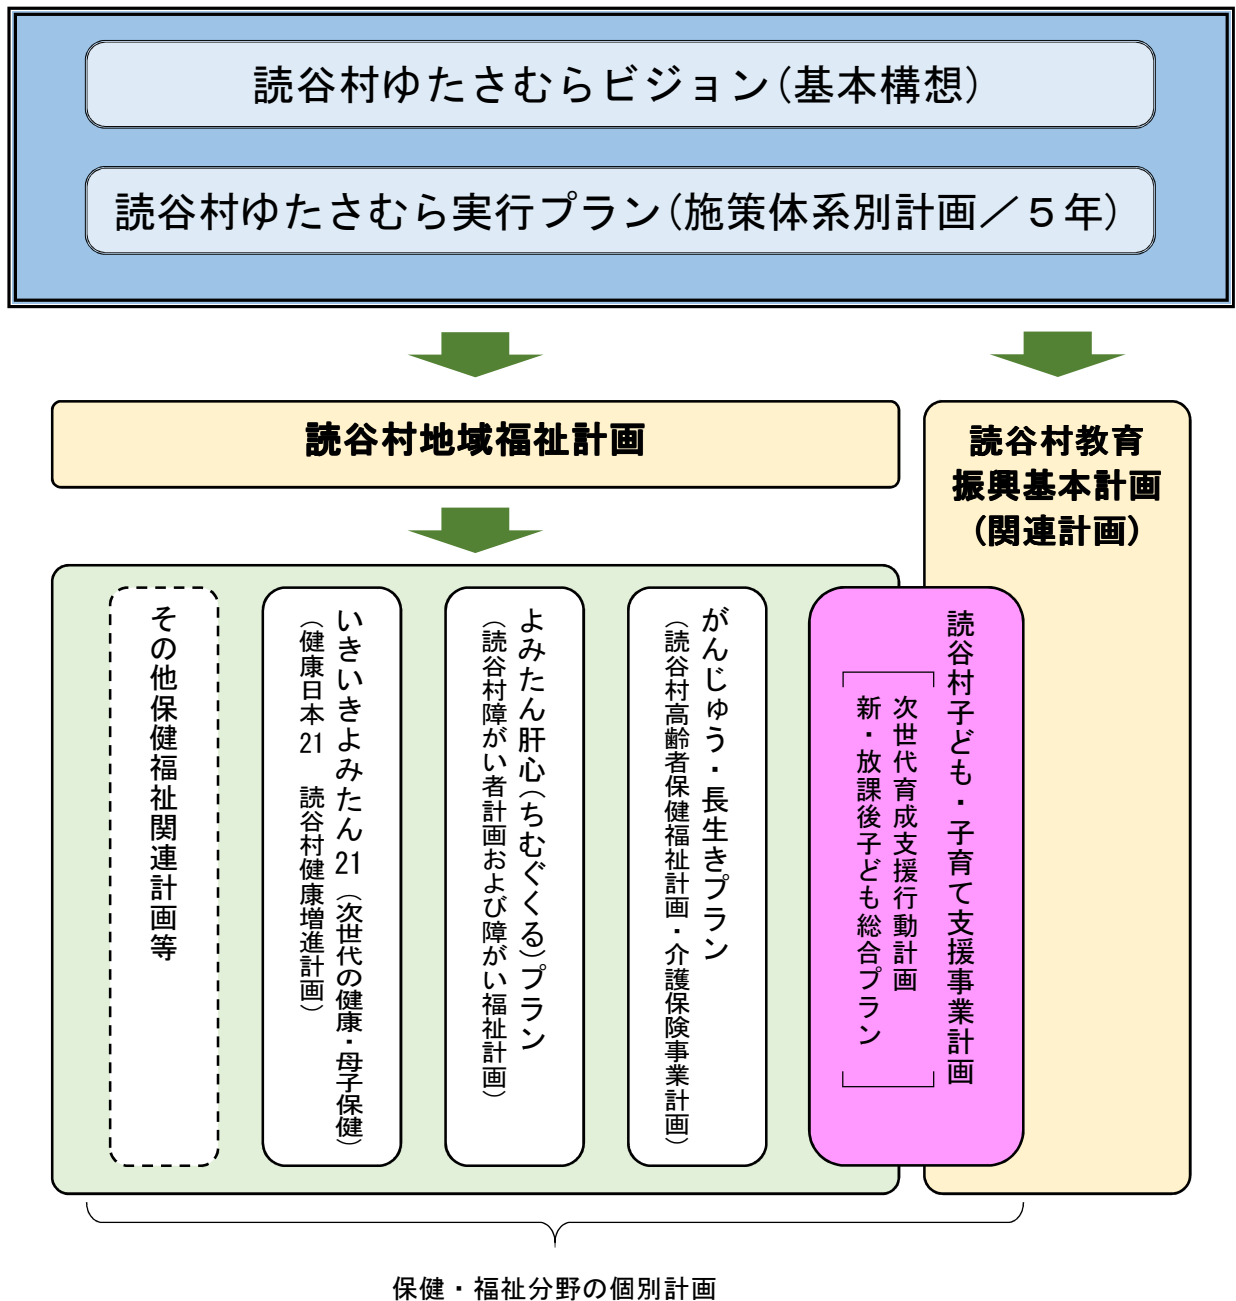 読谷村ゆたさむらビジョン(基本構想)
読谷村ゆたさむら実行プラン(施策体系別計画／５年)
読谷村地域福祉計画
読谷村教育
振興基本計画
(関連計画)
読谷村子ども・子育て支援事業計画
次世代育成支援行動計画
新・放課後子ども総合プラン
がんじゅう・長生きプラン
(読谷村高齢者保健福祉計画・介護保険事業計画)
よみたん肝心(ちむぐくる)プラン
(読谷村障がい者計画および障がい福祉計画)
いきいきよみたん21(次世代の健康・母子保健)
(健康日本21　読谷村健康増進計画)
その他保健福祉関連計画等
保健・福祉分野の個別計画